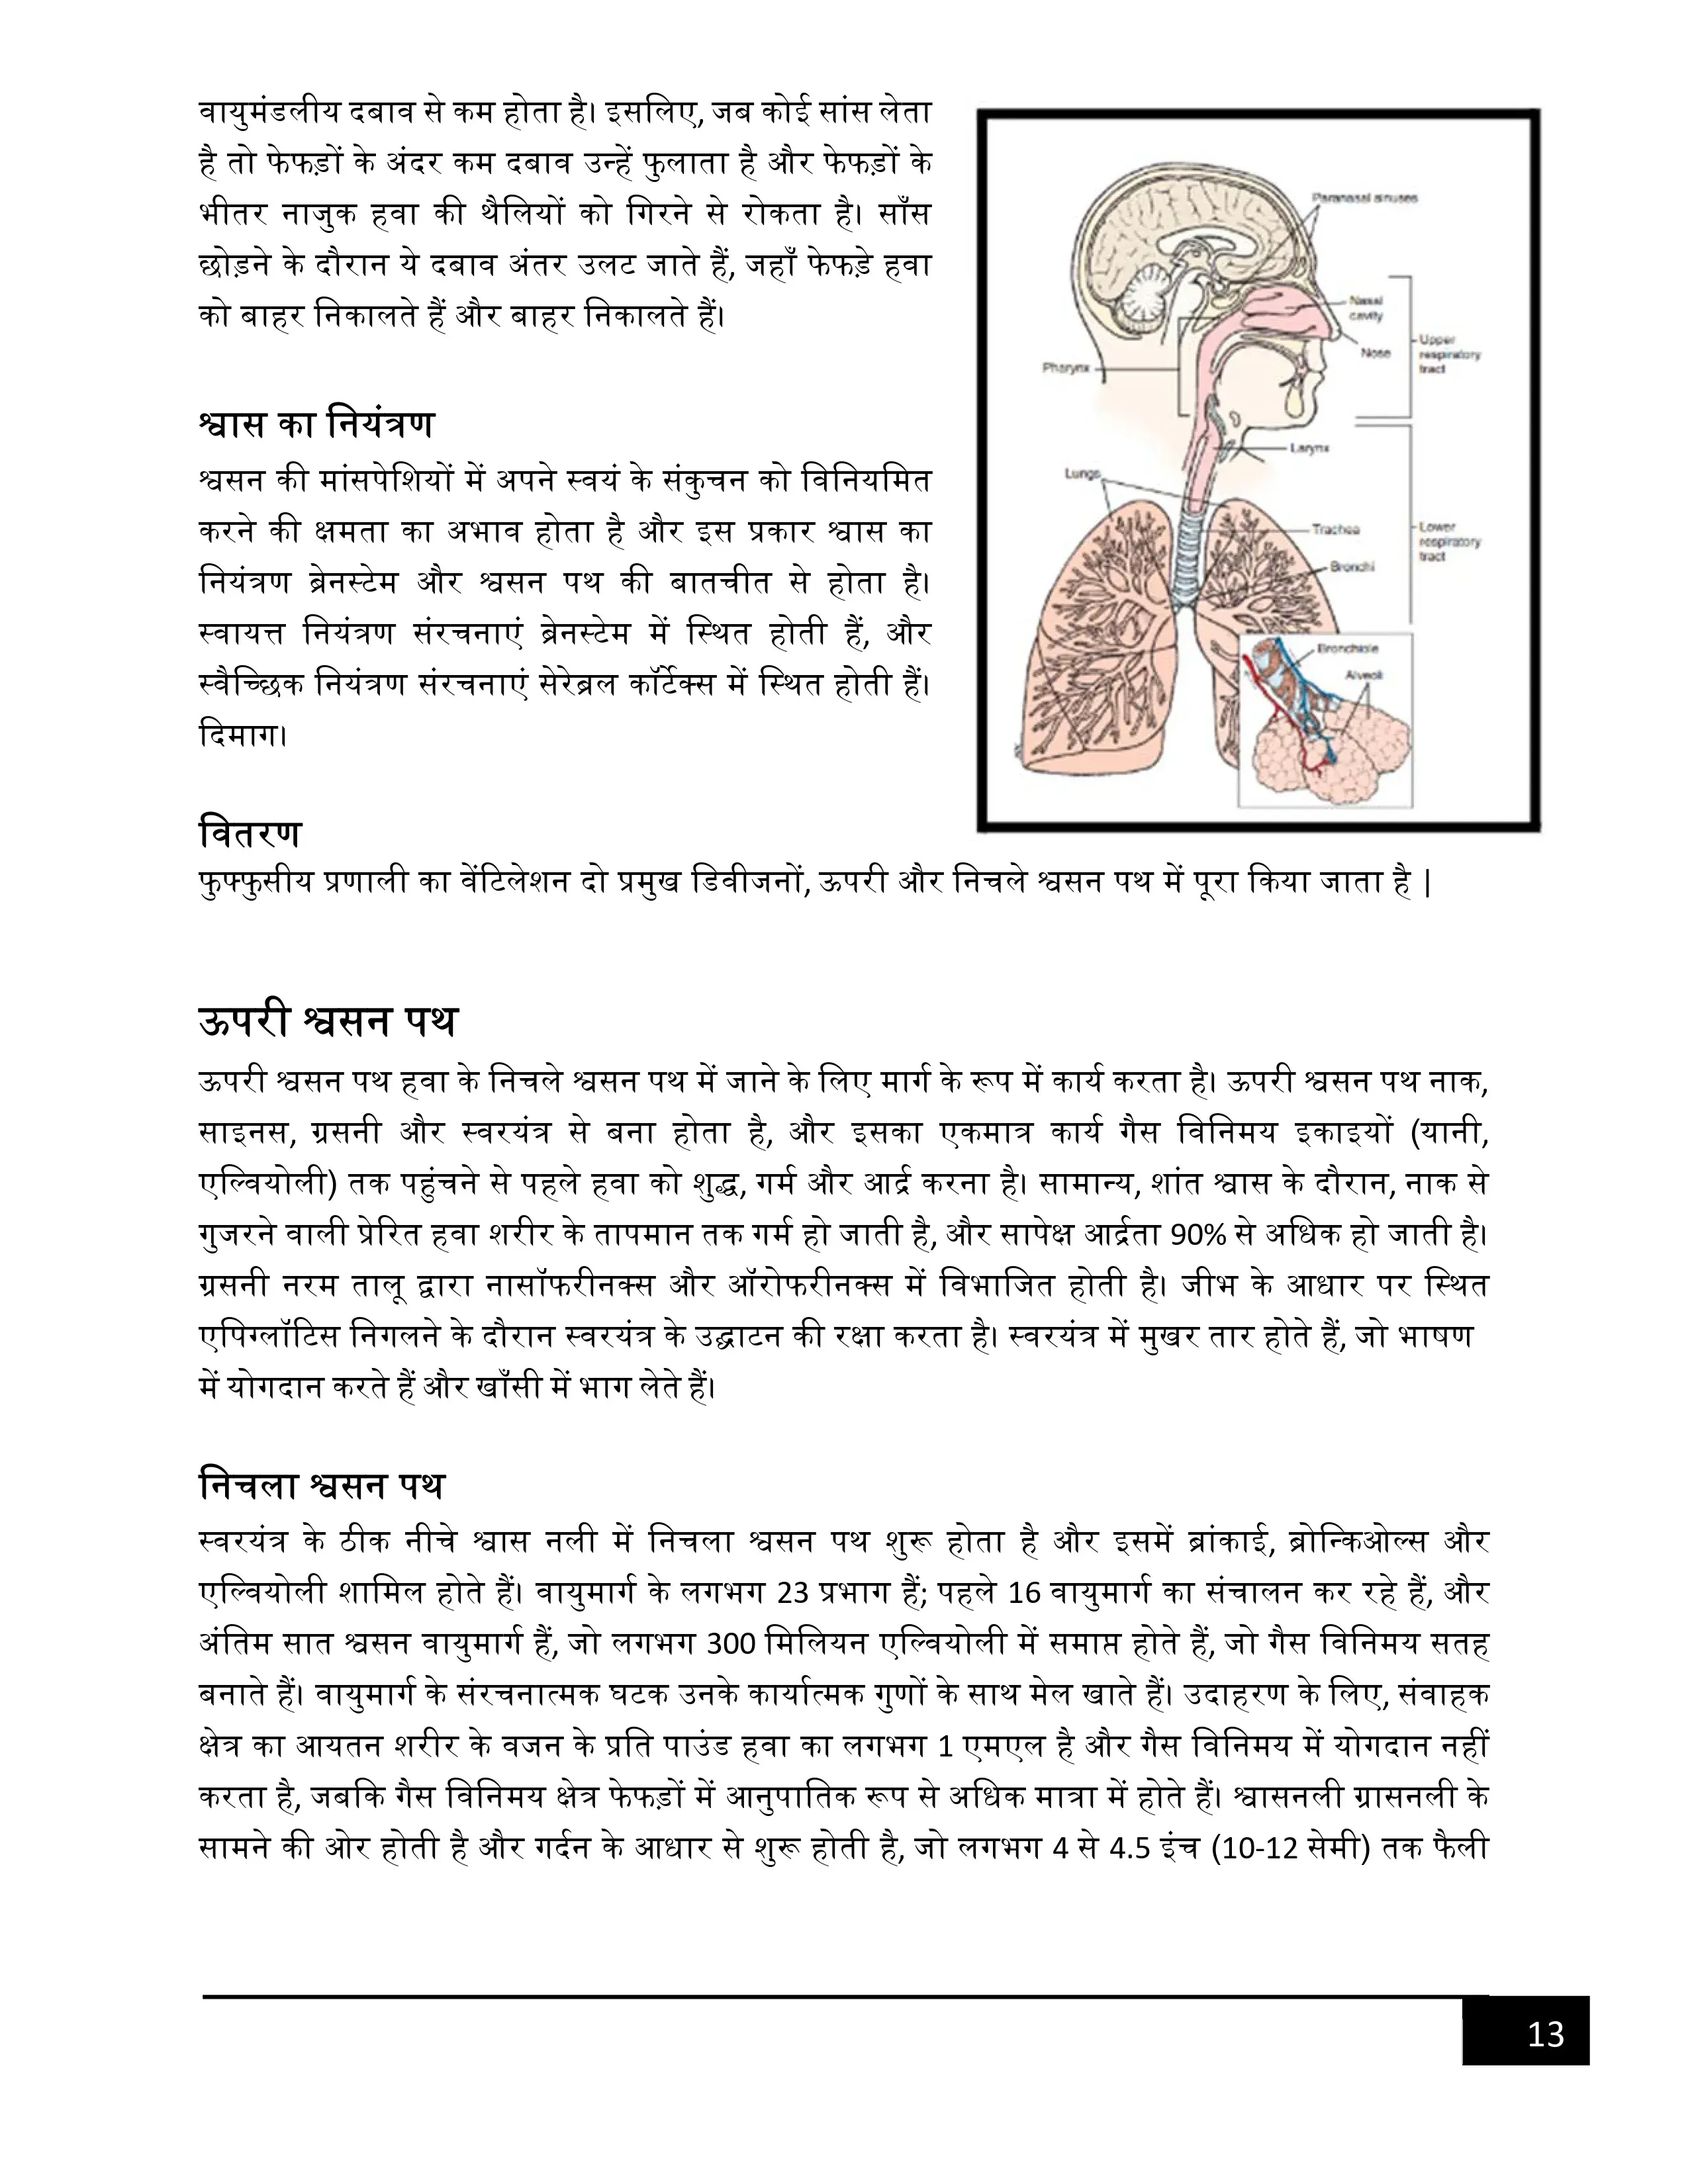 वायुमंडलीय दबाव से कम होता है। इसलिए, जब कोई सांस लेता
है तो फेफड़ों के अंदर कम दबाव उन्हें फुलाता है और फेफड़ों के
भीतर नाजुक हवा की थैलियों को गिरने से रोकता है। साँस
छोड़ने के दौरान ये दबाव अंतर उलट जाते हैं, जहाँ फेफड़े हवा
को बाहर निकालते हैं और बाहर निकालते हैं।
श्वास का नियंत्रण
श्वसन की मांसपेशियों में अपने स्वयं के संकुचन को विनियमित
करने की क्षमता का अभाव होता है और इस प्रकार श्वास का
नियंत्रण ब्रेनस्टेम और श्वसन पथ की बातचीत से होता है।
स्वायत्त नियंत्रण संरचनाएं ब्रेनस्टेम में स्थित होती हैं, और
स्वैच्छिक नियंत्रण संरचनाएं सेरेब्रल कॉर्टेक्स में स्थित होती हैं।
दिमाग।
Paranasal sinuses
Nasal
cavity
Nose
Upper
respiratory
tract
Pharynx
Larynx
Lungs
Trachea
Lower
respiratory
tract
Bronchi
Bronchiole
Alveoli
वितरण
फुफ्फुसीय प्रणाली का वेंटिलेशन दो प्रमुख डिवीजनों, ऊपरी और निचले श्वसन पथ में पूरा किया जाता है |
ऊपरी श्वसन पथ
ऊपरी श्वसन पथ हवा के निचले श्वसन पथ में जाने के लिए मार्ग के रूप में कार्य करता है। ऊपरी श्वसन पथ नाक,
साइनस, ग्रसनी और स्वरयंत्र से बना होता है, और इसका एकमात्र कार्य गैस विनिमय इकाइयों (यानी,
एल्वियोली) तक पहुंचने से पहले हवा को शुद्ध, गर्म और आर्द्र करना है। सामान्य, शांत श्वास के दौरान, नाक से
गुजरने वाली प्रेरित हवा शरीर के तापमान तक गर्म हो जाती है, और सापेक्ष आर्द्रता 90% से अधिक हो जाती है।
ग्रसनी नरम तालू द्वारा नासॉफरीनक्स और ऑरोफरीनक्स में विभाजित होती है। जीभ के आधार पर स्थित
एपिग्लॉटिस निगलने के दौरान स्वरयंत्र के उद्घाटन की रक्षा करता है। स्वरयंत्र में मुखर तार होते हैं, जो भाषण
में योगदान करते हैं और खाँसी में भाग लेते हैं।
निचला श्वसन पथ
स्वरयंत्र के ठीक नीचे श्वास नली में निचला श्वसन पथ शुरू होता है और इसमें ब्रांकाई, ब्रोन्किओल्स और
एल्वियोली शामिल होते हैं। वायुमार्ग के लगभग 23 प्रभाग हैं; पहले 16 वायुमार्ग का संचालन कर रहे हैं, और
अंतिम सात श्वसन वायुमार्ग हैं, जो लगभग 300 मिलियन एल्वियोली में समाप्त होते हैं, जो गैस विनिमय सतह
बनाते हैं। वायुमार्ग के संरचनात्मक घटक उनके कार्यात्मक गुणों के साथ मेल खाते हैं। उदाहरण के लिए, संवाहक
क्षेत्र का आयतन शरीर के वजन के प्रति पाउंड हवा का लगभग 1 एमएल है और गैस विनिमय में योगदान नहीं
करता है, जबकि गैस विनिमय क्षेत्र फेफड़ों में आनुपातिक रूप से अधिक मात्रा में होते हैं। श्वासनली ग्रासनली के
सामने की ओर होती है और गर्दन के आधार से शुरू होती है, जो लगभग 4 से 4.5 इंच (10-12 सेमी) तक फैली
13